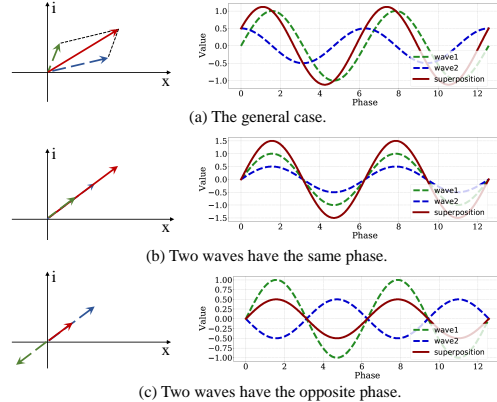 i
x
Value
1.0
0.5
0.0
−0.5
−1.0
wave1
wave2
superposition
0 2 4 6 8 10 12
Phase
(a) The general case.
i
x
Value
1.5
1.0
0.5
0.0
−0.5
−1.0
−1.5
wave1
wave2
superposition
0 2 4 6 8 10 12
Phase
(b) Two waves have the same phase.
i
x
Value
1.00
0.75
0.50
0.25
0.00
−0.25
−0.50
−0.75
−1.00
wave1
wave2
superposition
0 2 4 6 8 10 12
Phase
(c) Two waves have the opposite phase.